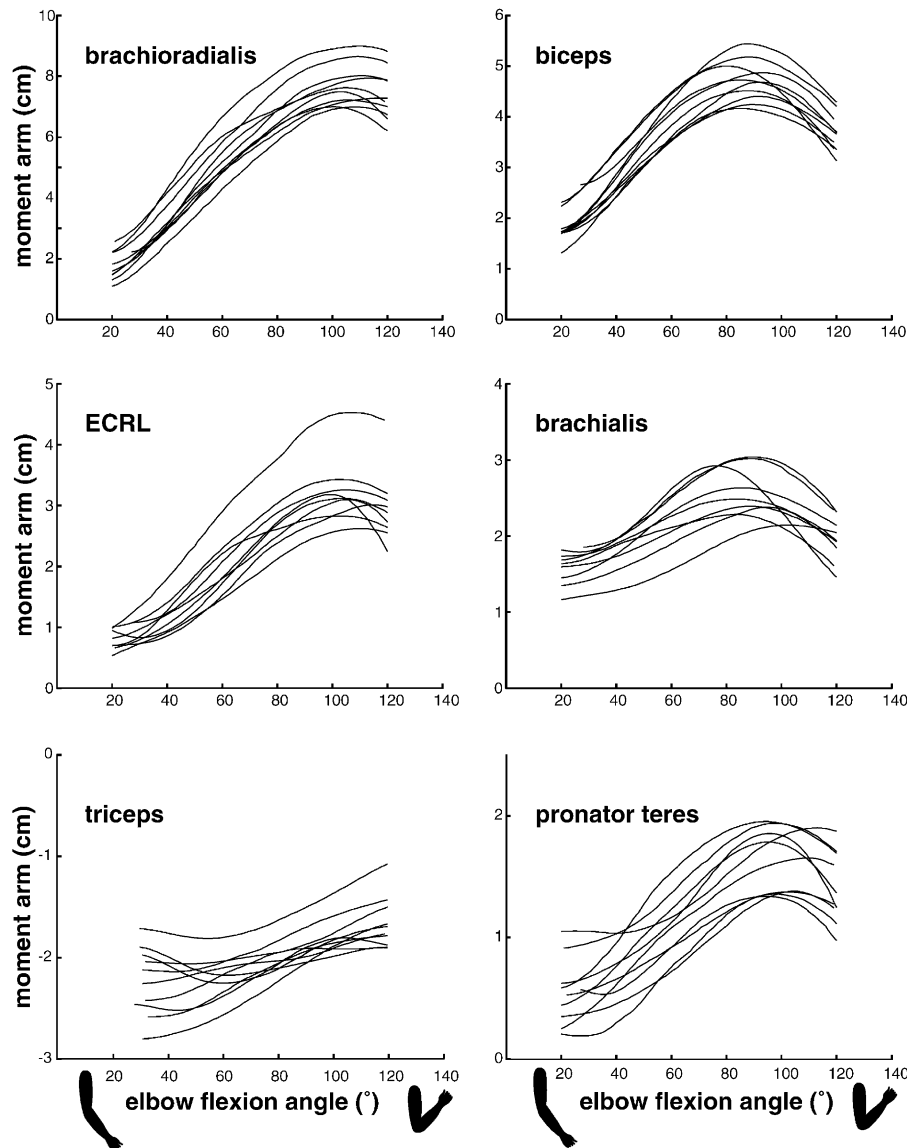 brachioradialis
moment arm (cm)
10
8
6
4
2
0
20 40 60 80 100 120 140
biceps
6
5
4
3
2
1
0
20 40 60 80 100 120 140
ECRL
moment arm (cm)
5
4
3
2
1
0
20 40 60 80 100 120 140
brachialis
4
3
2
1
0
20 40 60 80 100 120 140
triceps
moment arm (cm)
0
-1
-2
-3
20 40 60 80 100 120 140
elbow flexion angle (°)
pronator teres
2
1
0
20 40 60 80 100 120 140
elbow flexion angle (°)